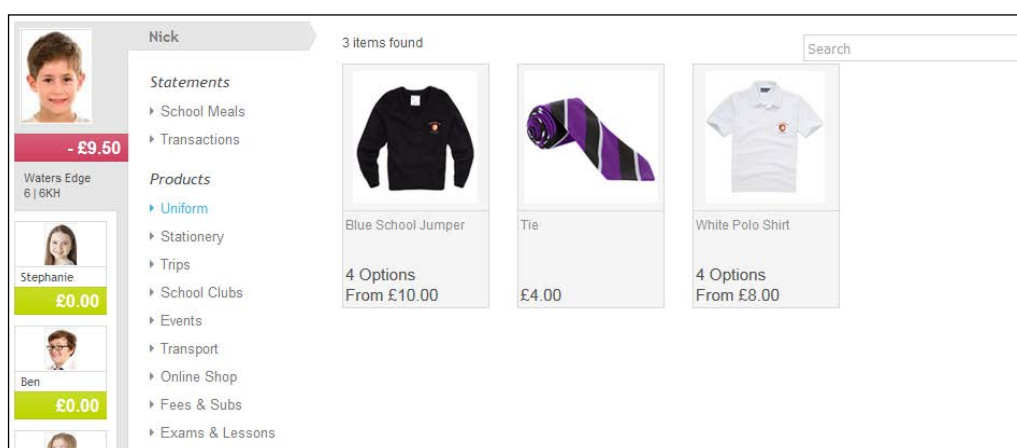 - £9.50
Waters Edge
6 | 6KH
Stephanie
£0.00
Ben
£0.00
Nick
Statements
School Meals
Transactions
Products
Uniform
Stationery
Trips
School Clubs
Events
Transport
Online Shop
Fees & Subs
Exams & Lessons
3 items found
Search
Blue School Jumper
4 Options
From £10.00
Tie
£4.00
White Polo Shirt
4 Options
From £8.00